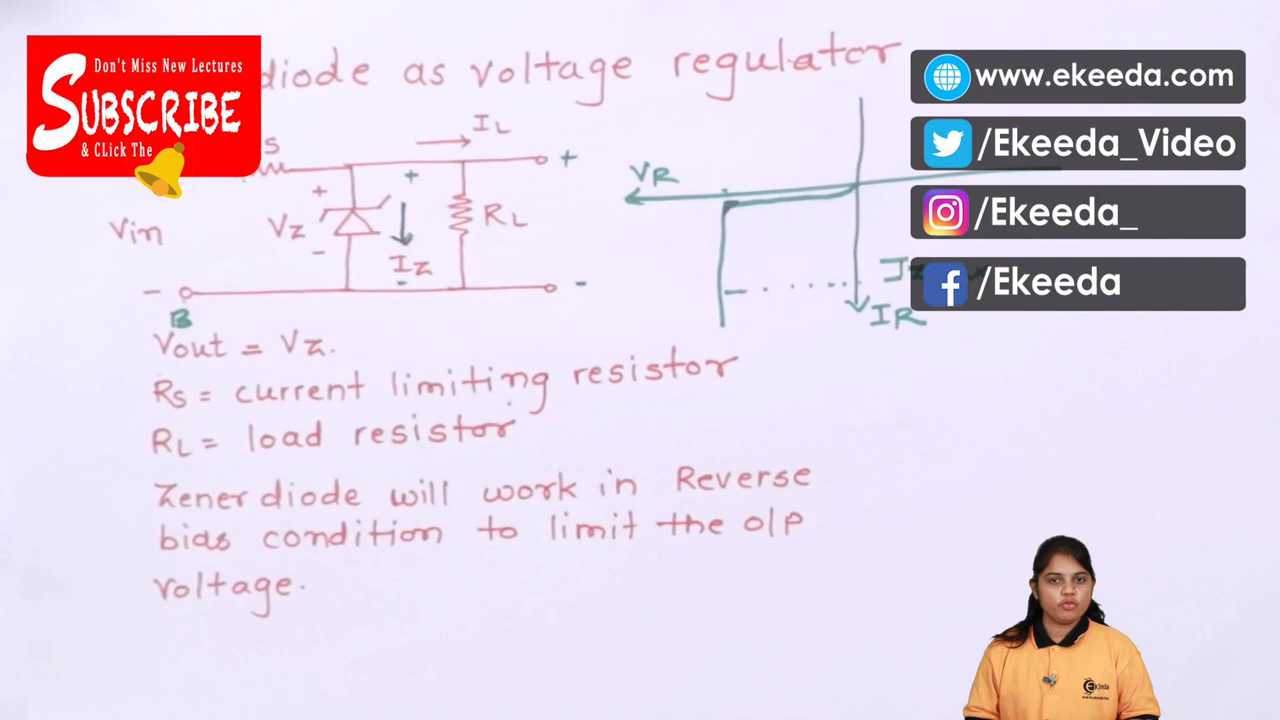 Don't Miss New Lectures
SUBSCRIBE
& CLick The
diode as voltage regulator
www.ekeeda.com
/Ekeeda_Video
/Ekeeda_
/Ekeeda
S
IL
+
+
+
Vin
Vz
RL
-
Iz
-
-
-
B
VR
IR
Vout = Vz.
Rs = current limiting resistor
RL = load resistor
Zener diode will work in Reverse
bias condition to limit the o/p
voltage.
Ekeeda